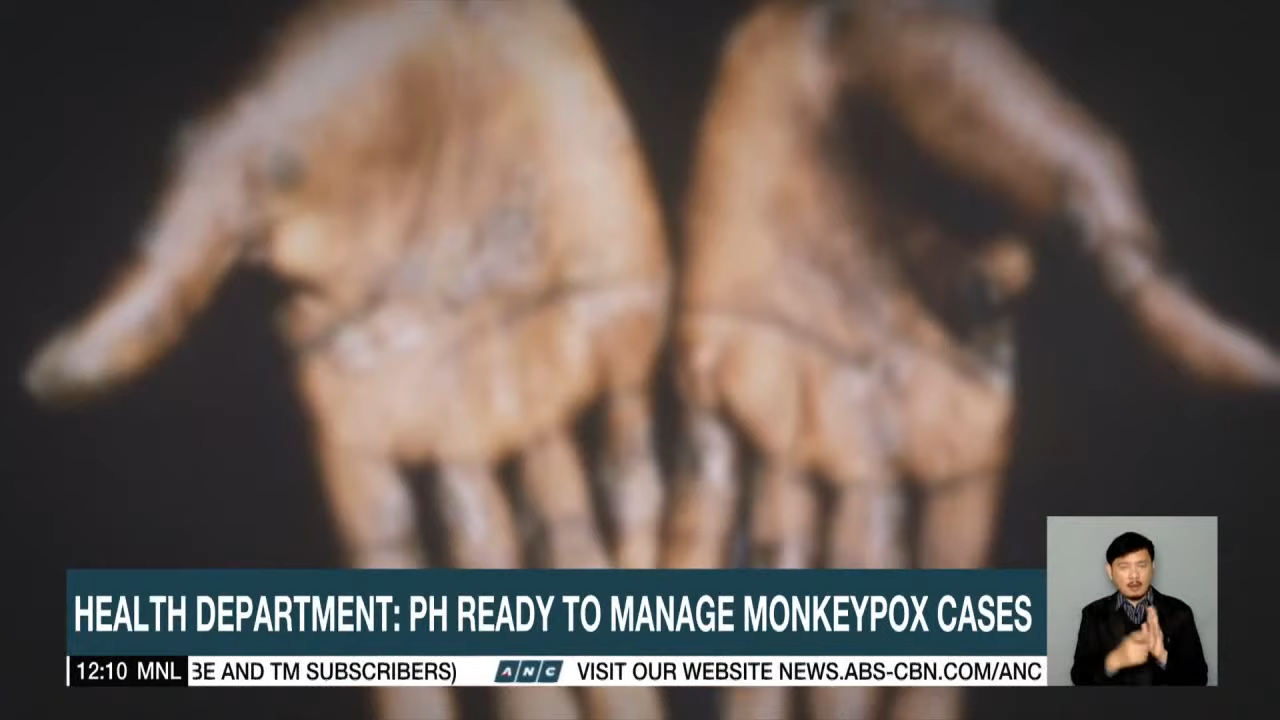 HEALTH DEPARTMENT: PH READY TO MANAGE MONKEYPOX CASES
12:10 MNL BE AND TM SUBSCRIBERS) ANC VISIT OUR WEBSITE NEWS.ABS-CBN.COM/ANC